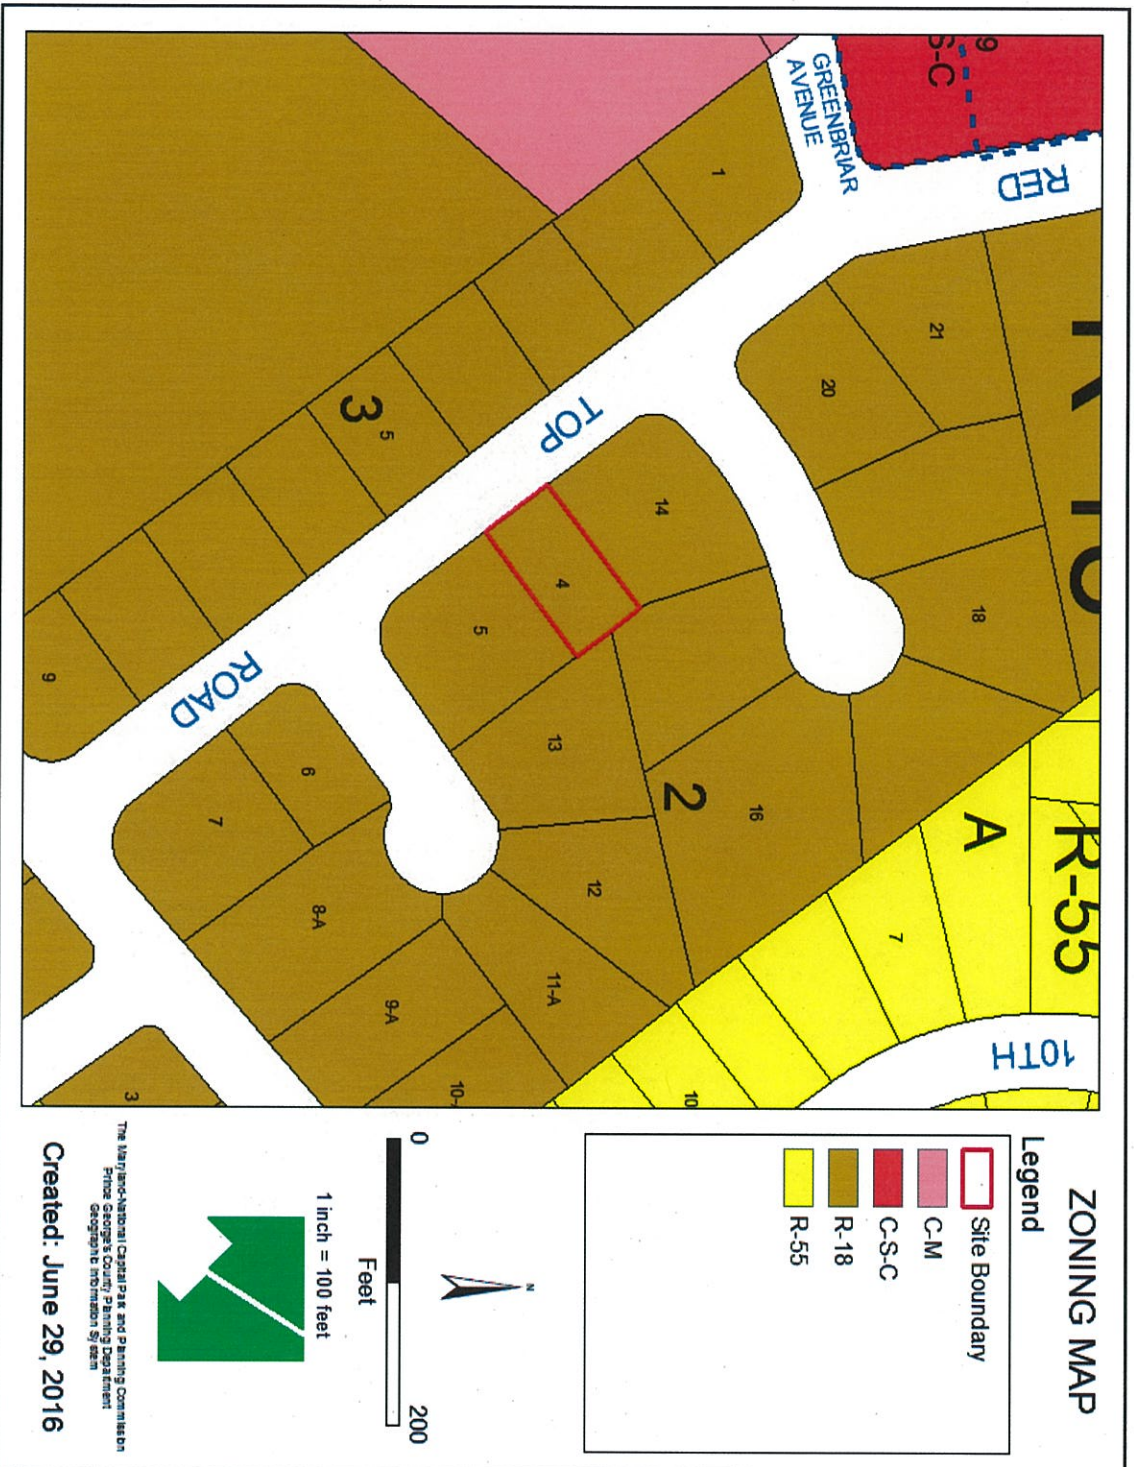 ZONING MAP
Legend
Site Boundary
C-M
C-S-C
R-18
R-55
N
0
200
Feet
1 inch = 100 feet
The Maryland-National Capital Park and Planning Commission
Prince George's County Planning Department
Geographic Information System
Created: June 29, 2016
GREENBRIAR
AVENUE
RED
TOP
ROAD
10TH
R-55
A
2
3
1
5
9
21
20
18
14
4
5
13
16
12
6
7
8-A
9-A
11-A
10-
7
10
3
9
S-C